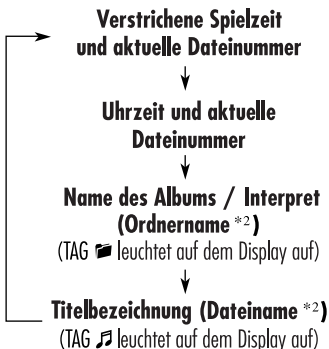 Verstrichene Spielzeit
und aktuelle Dateinummer
Uhrzeit und aktuelle
Dateinummer
Name des Albums / Interpret
(Ordnername *2)
(TAG leuchtet auf dem Display auf)
Titelbezeichnung (Dateiname *2)
(TAG leuchtet auf dem Display auf)